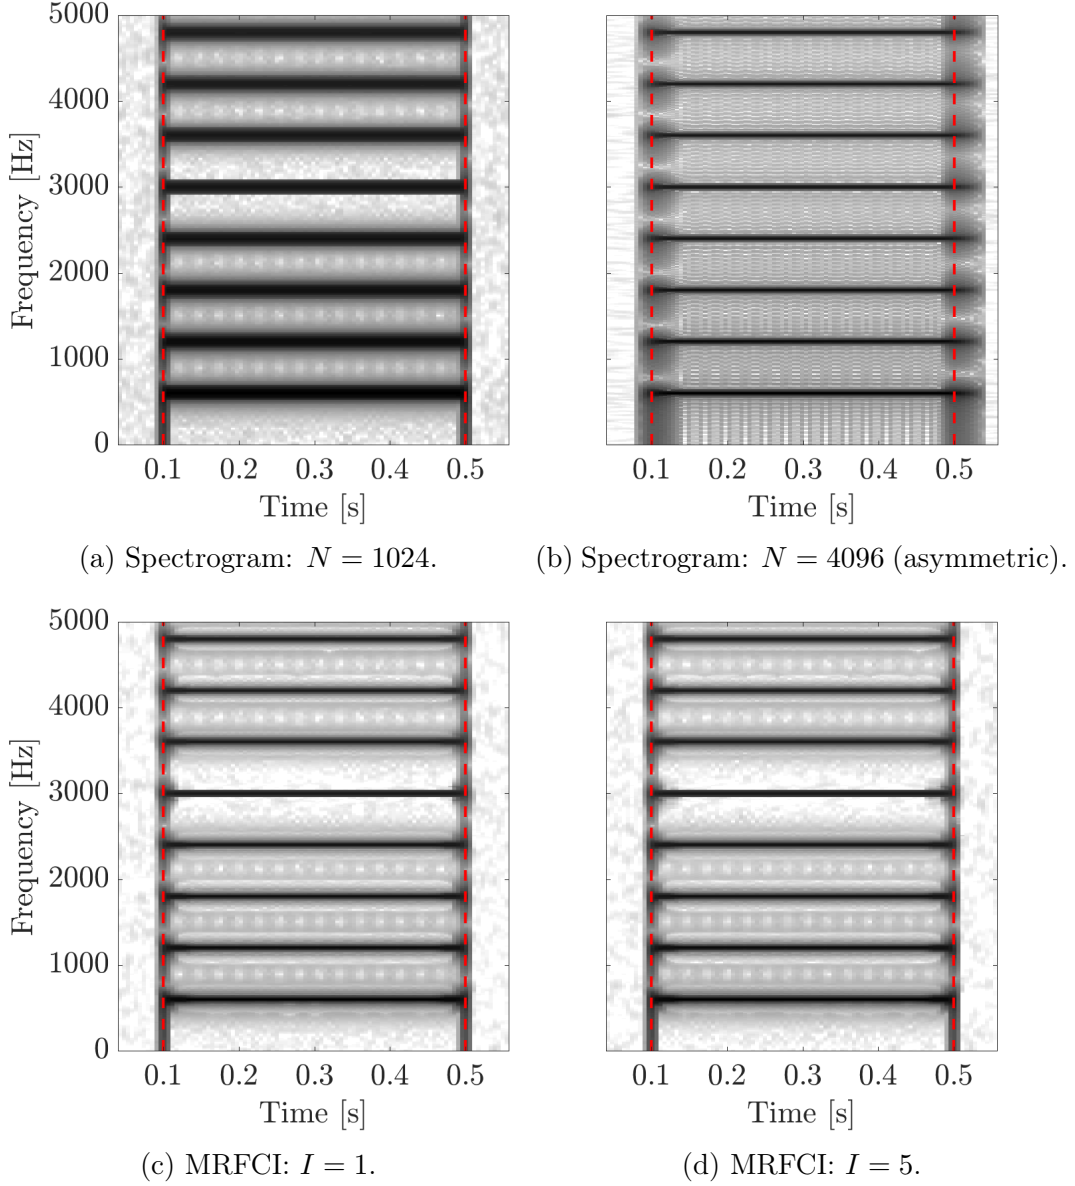 5000
4000
3000
2000
1000
0
Frequency [Hz]
0.1 0.2 0.3 0.4 0.5
Time [s]
(a) Spectrogram: N = 1024.
0.1 0.2 0.3 0.4 0.5
Time [s]
(b) Spectrogram: N = 4096 (asymmetric).
5000
4000
3000
2000
1000
0
Frequency [Hz]
0.1 0.2 0.3 0.4 0.5
Time [s]
(c) MRFCI: I = 1.
0.1 0.2 0.3 0.4 0.5
Time [s]
(d) MRFCI: I = 5.